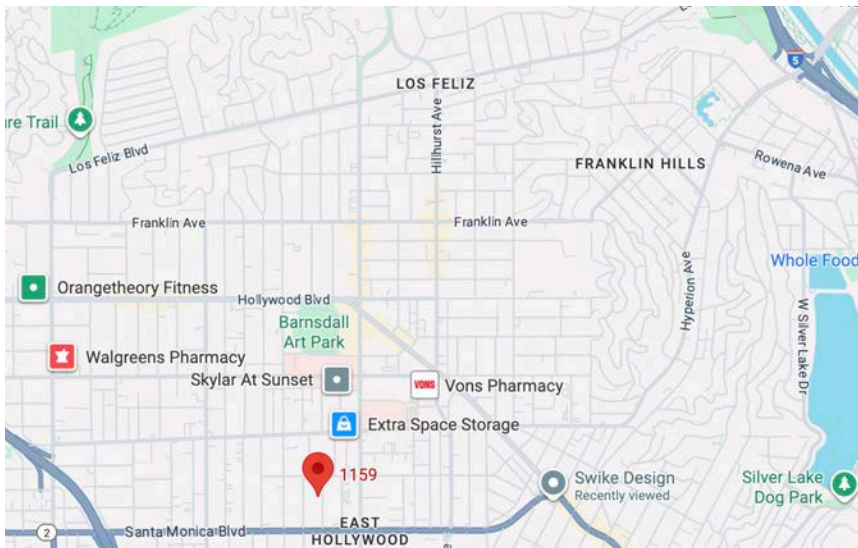 LOS FELIZ
5
ure Trail
Los Feliz Blvd
Hillhurst Ave
FRANKLIN HILLS
Rowena Ave
Franklin Ave
Franklin Ave
Whole Food
Orangetheory Fitness
Hollywood Blvd
Hyperion Ave
W Silver Lake Dr
Barnsdall
Art Park
Walgreens Pharmacy
Skylar At Sunset
VONS
Vons Pharmacy
Extra Space Storage
1159
Swike Design
Recently viewed
Silver Lake
Dog Park
2
Santa Monica Blvd
EAST
HOLLYWOOD